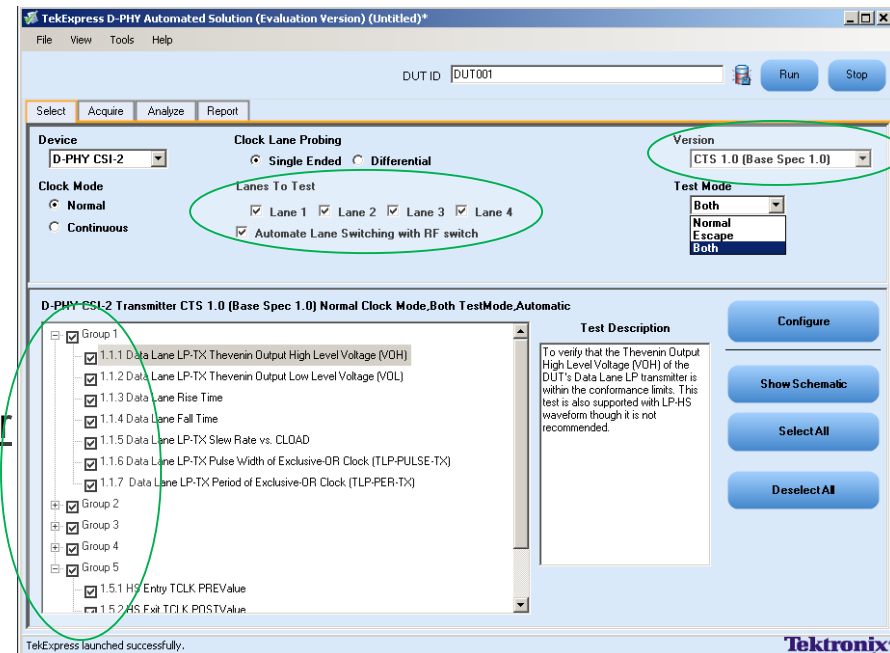 TekExpress D-PHY Automated Solution (Evaluation Version) (Untitled)*
File View Tools Help
DUT ID DUT001 Run Stop
Select Acquire Analyze Report
Device Clock Lane Probing Version
D-PHY CSI-2 Single Ended Differential CTS 1.0 (Base Spec 1.0)
Clock Mode Lanes To Test Test Mode
Normal Lane 1 Lane 2 Lane 3 Lane 4 Both
Continuous Automate Lane Switching with RF switch Normal
Escape
Both
D-PHY CSI-2 Transmitter CTS 1.0 (Base Spec 1.0) Normal Clock Mode,Both TestMode,Automatic
Group 1
1.1.1 Data Lane LP-TX Thevenin Output High Level Voltage (VOH)
1.1.2 Data Lane LP-TX Thevenin Output Low Level Voltage (VOL)
1.1.3 Data Lane Rise Time
1.1.4 Data Lane Fall Time
1.1.5 Data Lane LP-TX Slew Rate vs. CLOAD
1.1.6 Data Lane LP-TX Pulse Width of Exclusive-OR Clock (TLP-PULSE-TX)
1.1.7 Data Lane LP-TX Period of Exclusive-OR Clock (TLP-PER-TX)
Group 2
Group 3
Group 4
Group 5
1.5.1 HS Entry TCLK PREValue
1.5.2 HS Exit TCLK POSTValue
Test Description
To verify that the Thevenin Output
High Level Voltage (VOH) of the
DUT's Data Lane LP transmitter is
within the conformance limits. This
test is also supported with LP-HS
waveform though it is not
recommended.
Configure
Show Schematic
Select All
Deselect All
r
TekExpress launched successfully.
Tektronix